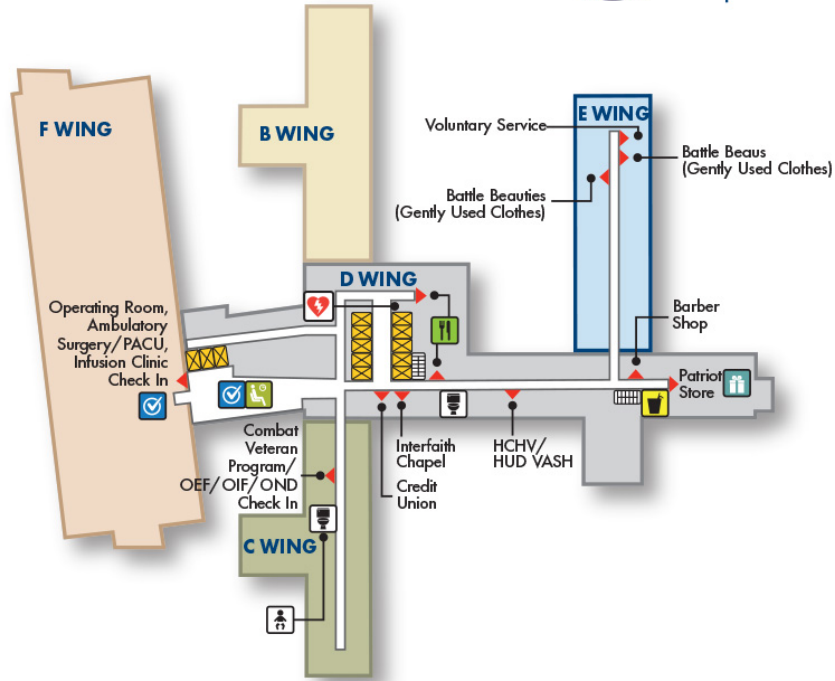 F WING
B WING
E WING
Voluntary Service
Battle Beaus
(Gently Used Clothes)
Battle Beauties
(Gently Used Clothes)
D WING
Operating Room,
Ambulatory
Surgery/PACU,
Infusion Clinic
Check In
Barber
Shop
Patriot
Store
Combat
Veteran
Program/
OEF/OIF/OND
Check In
Interfaith
Chapel
Credit
Union
HCHV/
HUD VASH
C WING